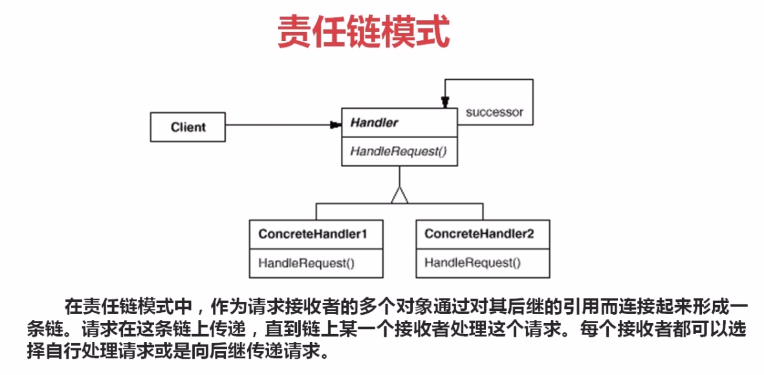 责任链模式
Client
Handler
successor
HandleRequest()
ConcreteHandler1
ConcreteHandler2
HandleRequest()
HandleRequest()
在责任链模式中，作为请求接收者的多个对象通过对其后继的引用而连接起来形成一
条链。请求在这条链上传递，直到链上某一个接收者处理这个请求。每个接收者都可以选
择自行处理请求或是向后继传递请求。